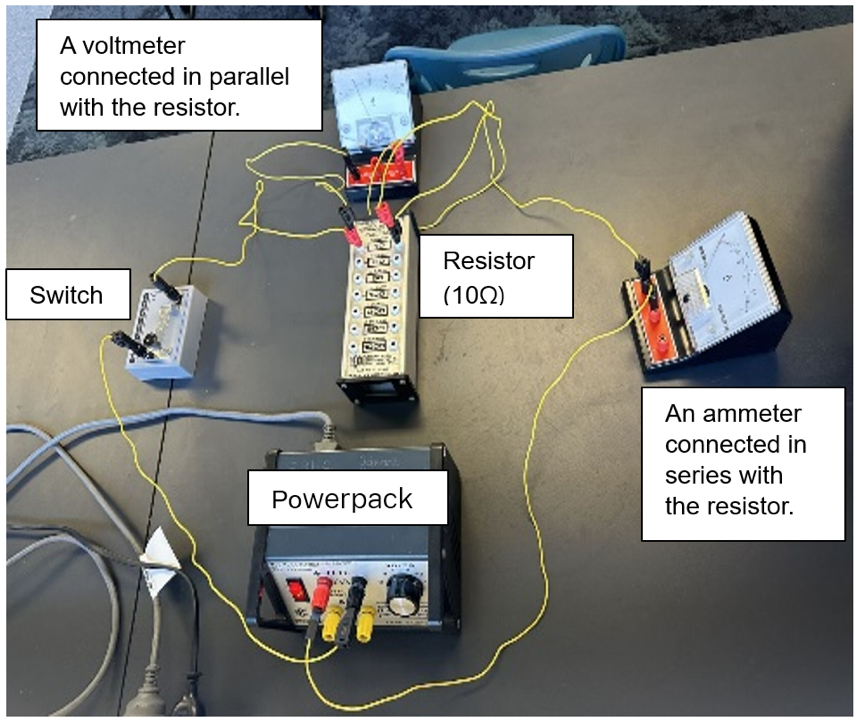 A voltmeter
connected in parallel
with the resistor.
Switch
Resistor
(10Ω)
An ammeter
connected in
series with
the resistor.
Powerpack